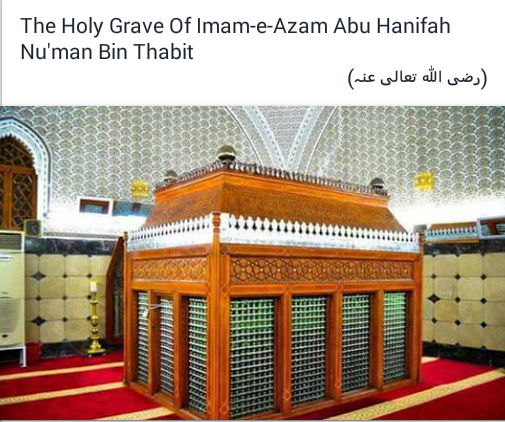 The Holy Grave Of Imam-e-Azam Abu Hanifah
Nu'man Bin Thabit
(رضی اللہ تعالی عنہ)